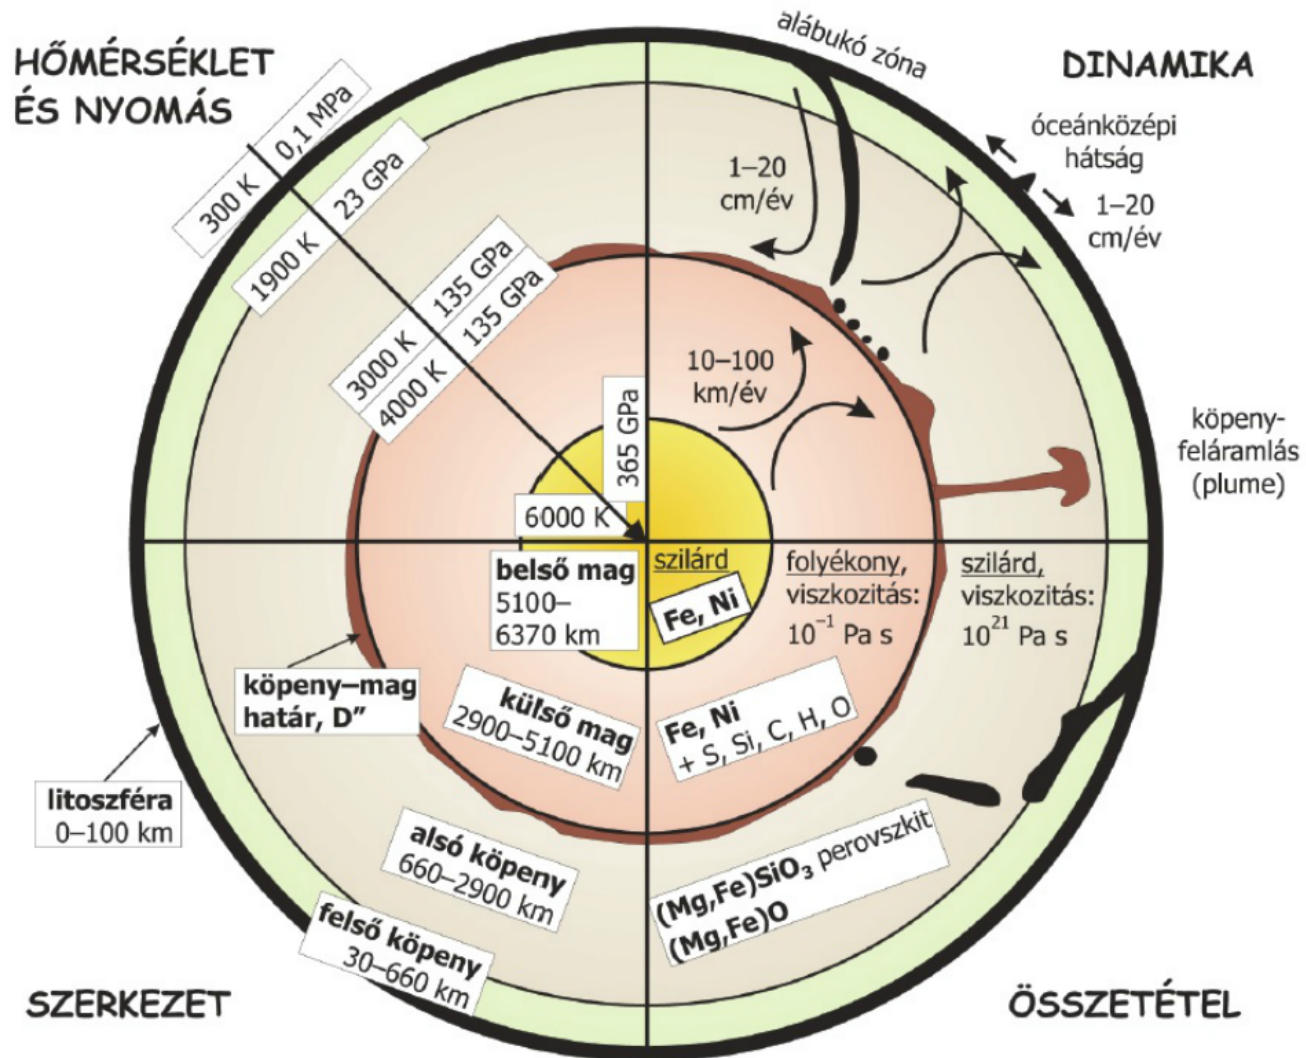 HŐMÉRSÉKLET
ÉS NYOMÁS
300 K
0,1 MPa
1900 K
23 GPa
3000 K
135 GPa
4000 K
135 GPa
365 GPa
6000 K
DINAMIKA
alábukó zóna
óceánközépi
hátság
1–20
cm/év
1–20
cm/év
10–100
km/év
köpeny-
feláramlás
(plume)
belső mag
5100–
6370 km
köpeny–mag
határ, D”
külső mag
2900–5100 km
litoszféra
0–100 km
alsó köpeny
660–2900 km
felső köpeny
30–660 km
SZERKEZET
szilárd
Fe, Ni
folyékony,
viszkozitás:
10⁻¹ Pa s
szilárd,
viszkozitás:
10²¹ Pa s
Fe, Ni
+ S, Si, C, H, O
(Mg,Fe)SiO₃ perovszkit
(Mg,Fe)O
ÖSSZETÉTEL